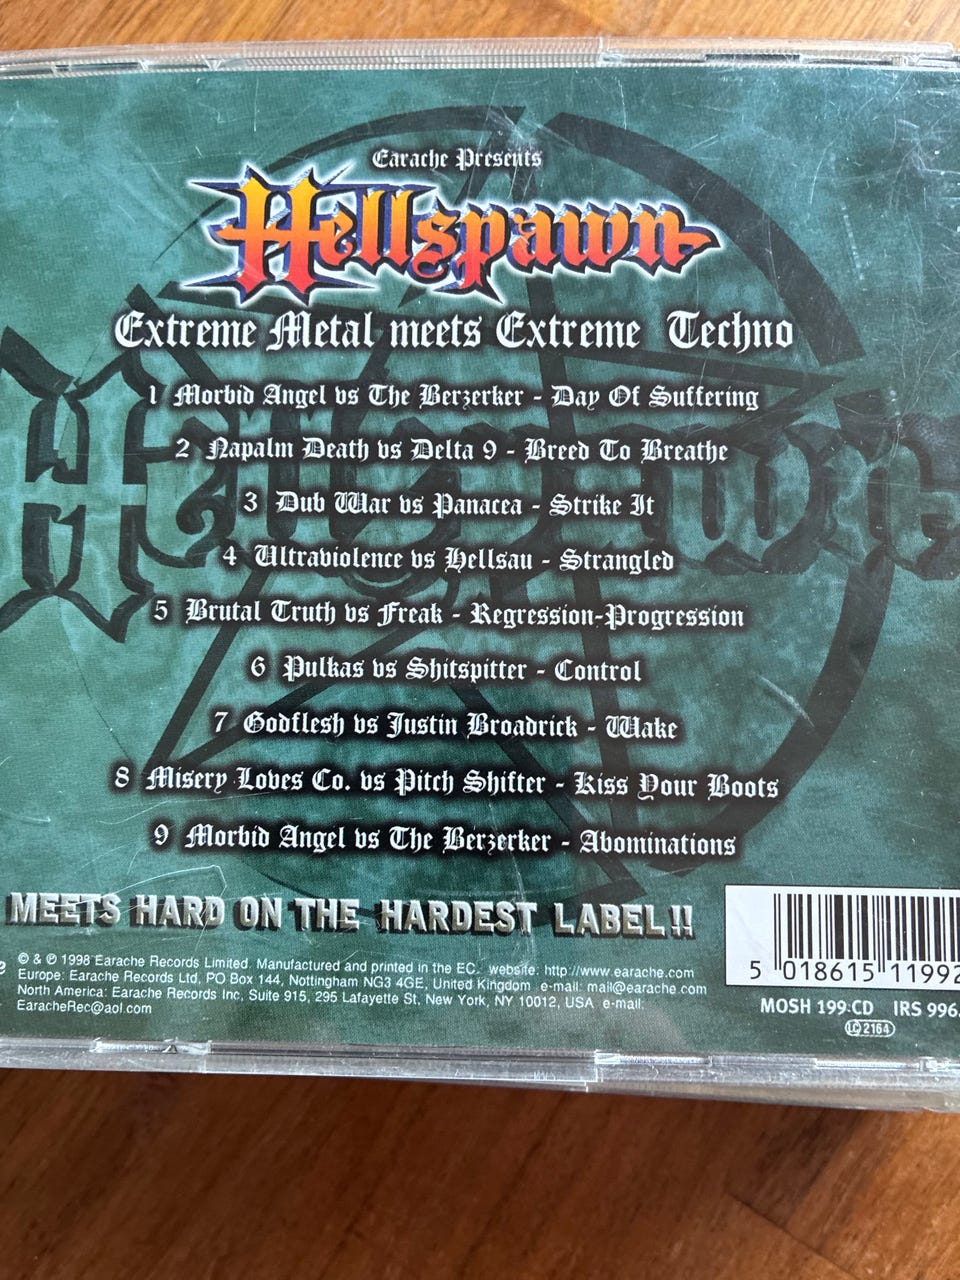 Earache Presents
Hellspawn
Extreme Metal meets Extreme Techno
1 Morbid Angel vs The Berzerker - Day Of Suffering
2 Napalm Death vs Delta 9 - Breed To Breathe
3 Dub War vs Panacea - Strike It
4 Ultraviolence vs Hellsau - Strangled
5 Brutal Truth vs Freak - Regression-Progression
6 Pulkas vs Shitspitter - Control
7 Godflesh vs Justin Broadrick - Wake
8 Misery Loves Co. vs Pitch Shifter - Kiss Your Boots
9 Morbid Angel vs The Berzerker - Abominations
MEETS HARD ON THE HARDEST LABEL!!
© & ℗ 1998 Earache Records Limited. Manufactured and printed in the EC. website: http://www.earache.com
Europe: Earache Records Ltd, PO Box 144, Nottingham NG3 4GE, United Kingdom e-mail: mail@earache.com
North America: Earache Records Inc, Suite 915, 295 Lafayette St, New York, NY 10012, USA e-mail:
EaracheRec@aol.com
5 018615 11992
MOSH 199 CD IRS 996.
LC 2164